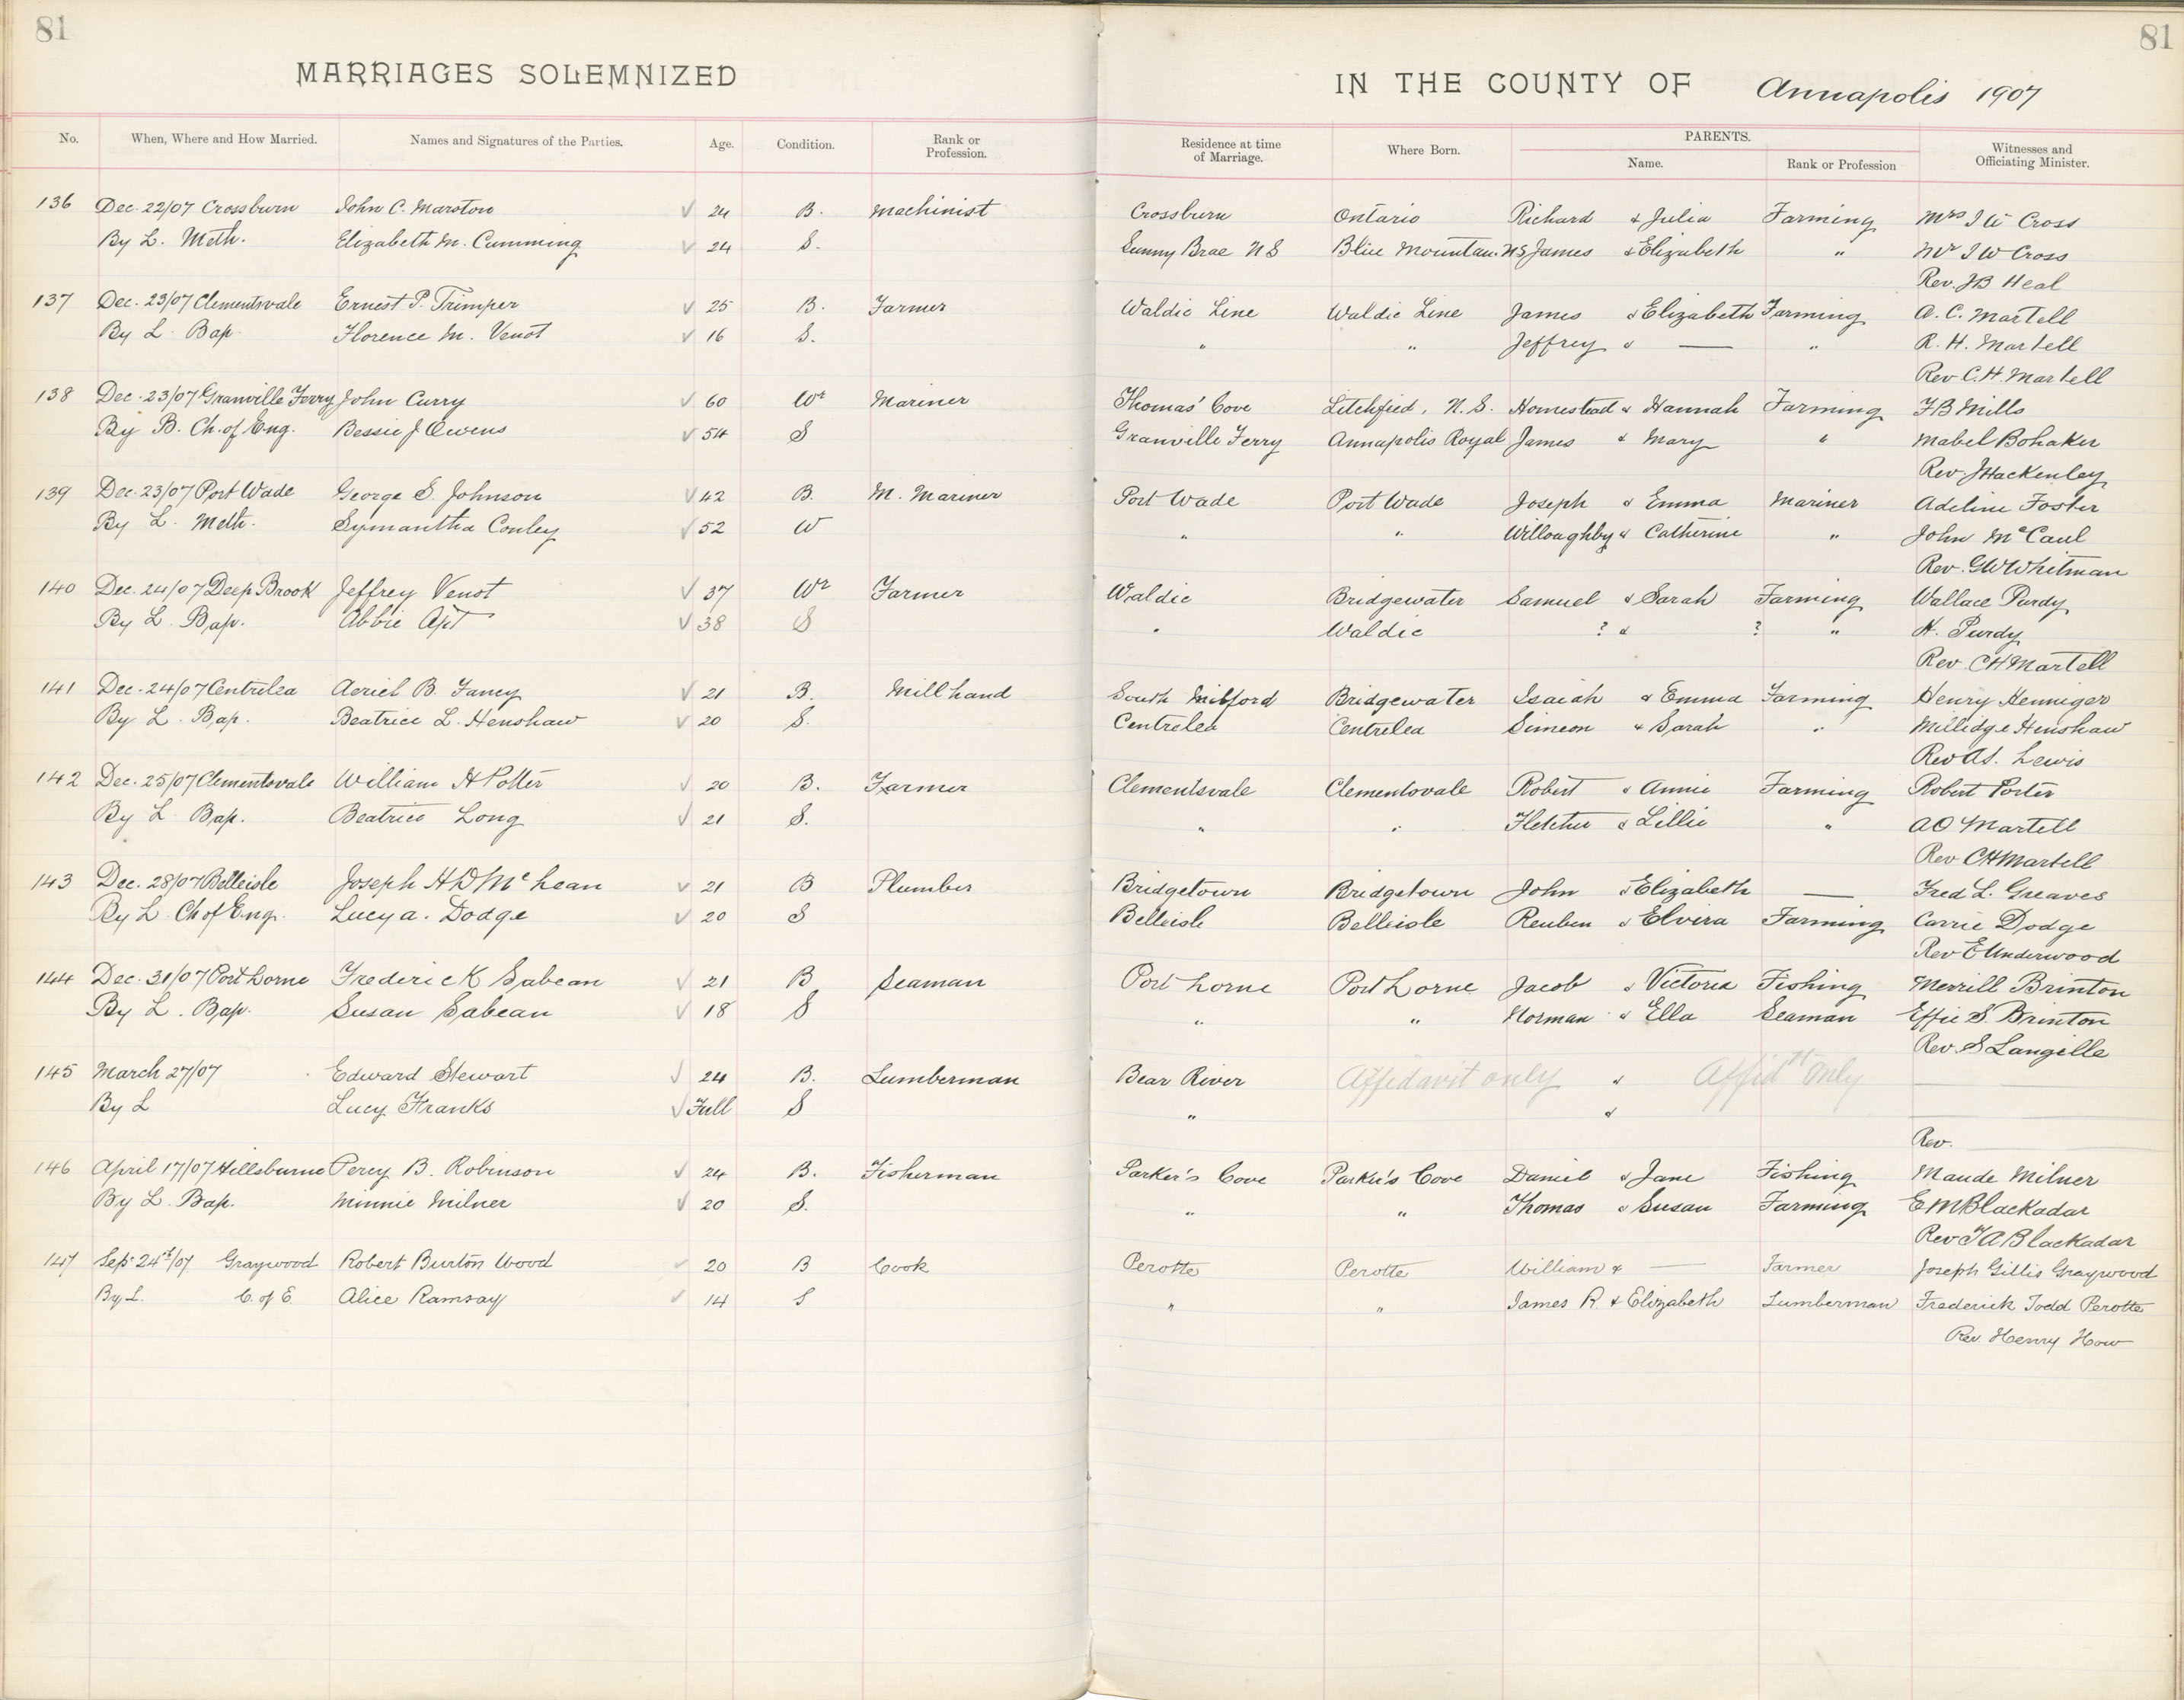 81
81
MARRIAGES SOLEMNIZED IN THE COUNTY OF Annapolis 1907
No. When, Where and How Married. Names and Signatures of the Parties. Age. Condition. Rank or Profession. Residence at time of Marriage. Where Born. PARENTS. Name. Rank or Profession Witnesses and Officiating Minister.
136 Dec. 22/07 Crossburn John C. Marston √ 24 B. Machinist Crossburn Ontario Richard & Julia Farming Mrs J W Cross
By L. Meth. Elizabeth M. Cumming √ 24 S. Sunny Brae N S Blue Mountain N S James & Elizabeth " Mr J W Cross
Rev. J B Heal
137 Dec. 23/07 Clementsvale Ernest P. Trimper √ 25 B. Farmer Waldic Line Waldic Line James & Elizabeth Farming A. C. Martell
By L. Bap. Florence M. Venot √ 16 S. " " Jeffrey & — " R. H. Martell
Rev C. H. Martell
138 Dec. 23/07 Granville Ferry John Curry √ 60 Wr Mariner Thomas' Cove Litchfied, N. S. Homestead & Hannah Farming F B Mills
By B. Ch. of Eng. Bessie J Owens √ 54 S Granville Ferry Annapolis Royal James & Mary " Mabel Bohaker
Rev. J Hackenley
139 Dec. 23/07 Port Wade George S. Johnson √ 42 B. M. Mariner Port Wade Port Wade Joseph & Emma Mariner Adeline Foster
By L. Meth. Symantha Conley √ 52 W " " Willoughby & Catherine " John McCaul
Rev. G W Whitman
140 Dec. 24/07 Deep Brook Jeffrey Venot √ 37 Wr Farmer Waldic Bridgewater Samuel & Sarah Farming Wallace Purdy
By L. Bap. Abbie Apt √ 38 S " Waldic ? & ? " H. Purdy
Rev. C H Martell
141 Dec. 24/07 Centrelea Aeriel B. Fancy √ 21 B. Mill hand South Milford Bridgewater Isaiah & Emma Farming Henry Henniger
By L. Bap. Beatrice L. Henshaw √ 20 S. Centrelea Centrelea Simeon & Sarah " Millidge Henshaw
Rev A S. Lewis
142 Dec. 25/07 Clementsvale William H Potter √ 20 B. Farmer Clementsvale Clementsvale Robert & Annie Farming Robert Porter
By L Bap. Beatrice Long √ 21 S. " " Fletcher & Lillie " A O Martell
Rev C H Martell
143 Dec. 28/07 Belleisle Joseph H D McLean √ 21 B Plumber Bridgetown Bridgetown John & Elizabeth — Fred L. Greaves
By L Ch of Eng. Lucy A. Dodge √ 20 S Belleisle Belleisle Reuben & Elvira Farming Carrie Dodge
Rev E Underwood
144 Dec. 31/07 Port Lorne Frederick Sabean √ 21 B Seaman Port Lorne Port Lorne Jacob & Victoria Fishing Merrill Brinton
By L. Bap. Susan Sabean √ 18 S " " Norman & Ella Seaman Effie S. Brinton
Rev. S Langille
145 March 27/07 Edward Stewart √ 24 B. Lumberman Bear River Affidavit only & Affidtt only
By L Lucy Franks √ Full S " &
Rev.
146 April 17/07 Hillsburne Percy B. Robinson √ 24 B. Fisherman Parker's Cove Parker's Cove Daniel & Jane Fishing Maude Milner
By L. Bap. Minnie Milner √ 20 S. " " Thomas & Susan Farming E M Blackadar
Rev T A Blackadar
147 Sep 24th/07 Graywood Robert Burton Wood √ 20 B Cook Perotte Perotte William & — Farmer Joseph Gillis Graywood
By L. C. of E. Alice Ramsay √ 14 S " " James R. & Elizabeth Lumberman Frederick Todd Perotte
Rev. Henry How